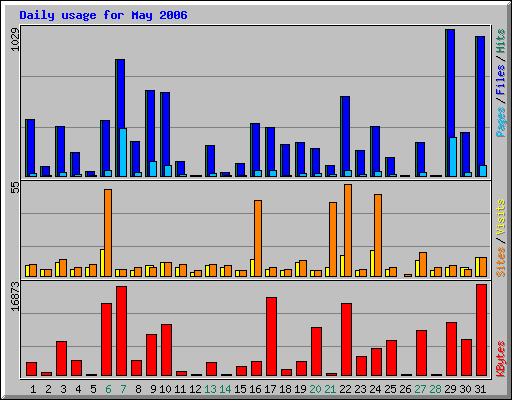 Daily usage for May 2006
1029
Pages / Files / Hits
55
Sites / Visits
16873
KBytes
1 2 3 4 5 6 7 8 9 10 11 12 13 14 15 16 17 18 19 20 21 22 23 24 25 26 27 28 29 30 31